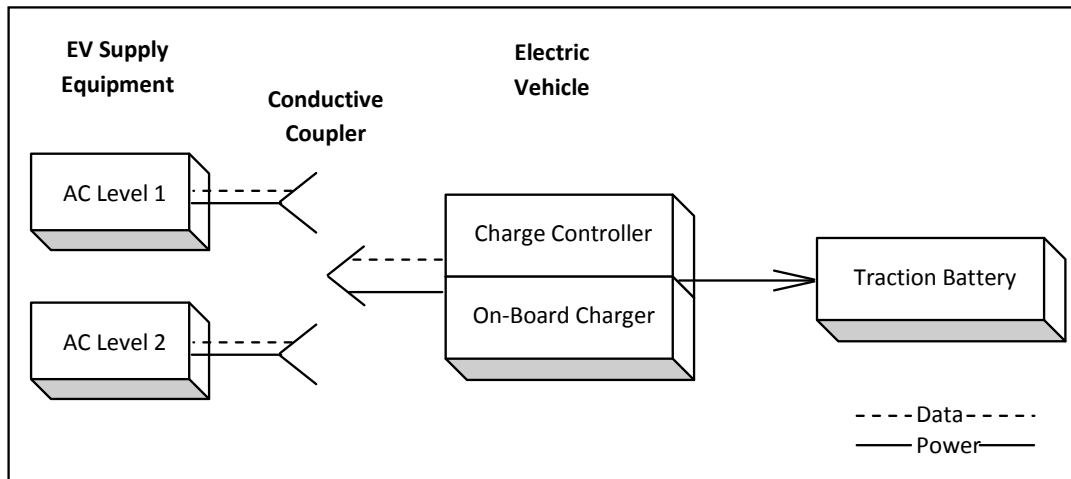 EV Supply
Equipment
Conductive
Coupler
Electric
Vehicle
AC Level 1
AC Level 2
Charge Controller
On-Board Charger
Traction Battery
Data
Power